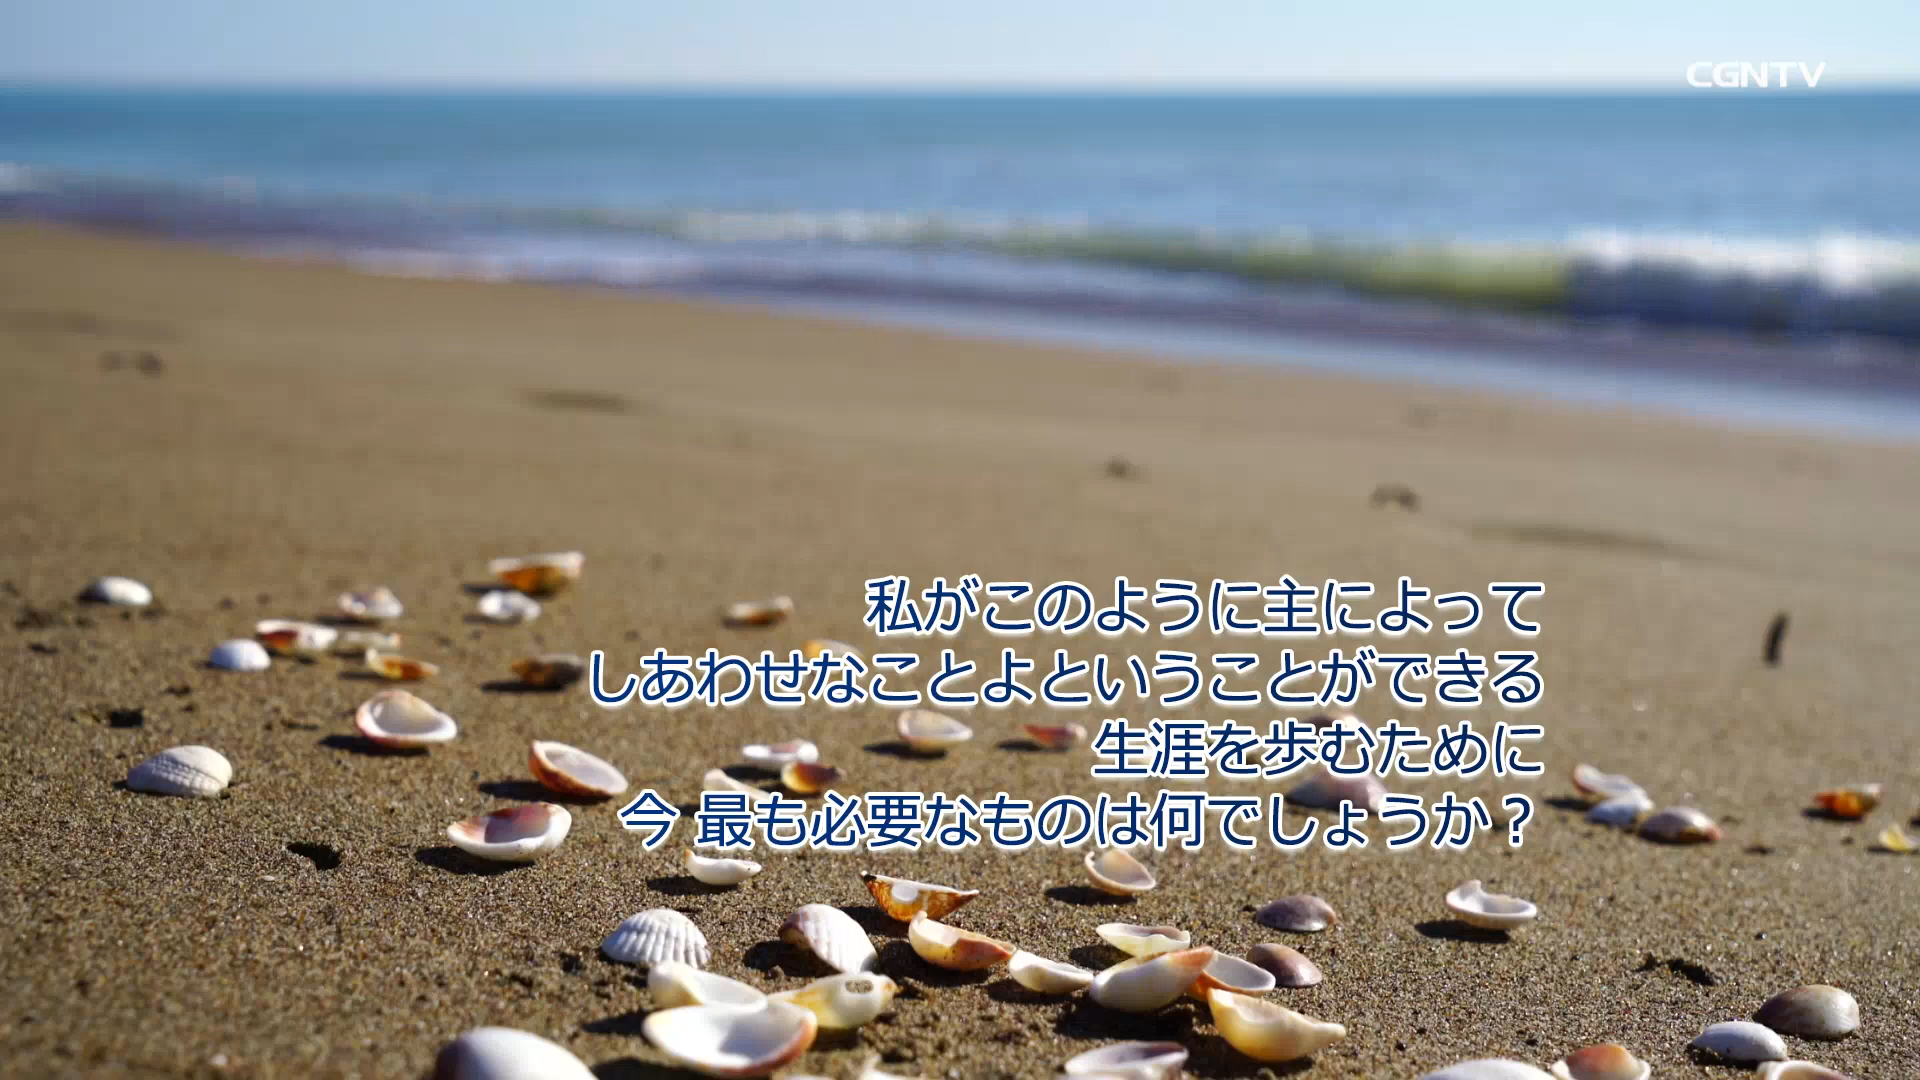 CGNTV
私がこのように主によって
しあわせなことよということができる
生涯を歩むために
今 最も必要なものは何でしょうか？